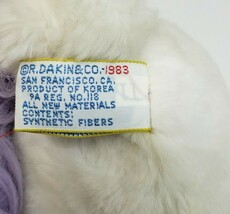 ©R.DAKIN&CO.-1983
SAN FRANCISCO, CA.
PRODUCT OF KOREA
PA REG. NO. 118
ALL NEW MATERIALS
CONTENTS:
SYNTHETIC FIBERS